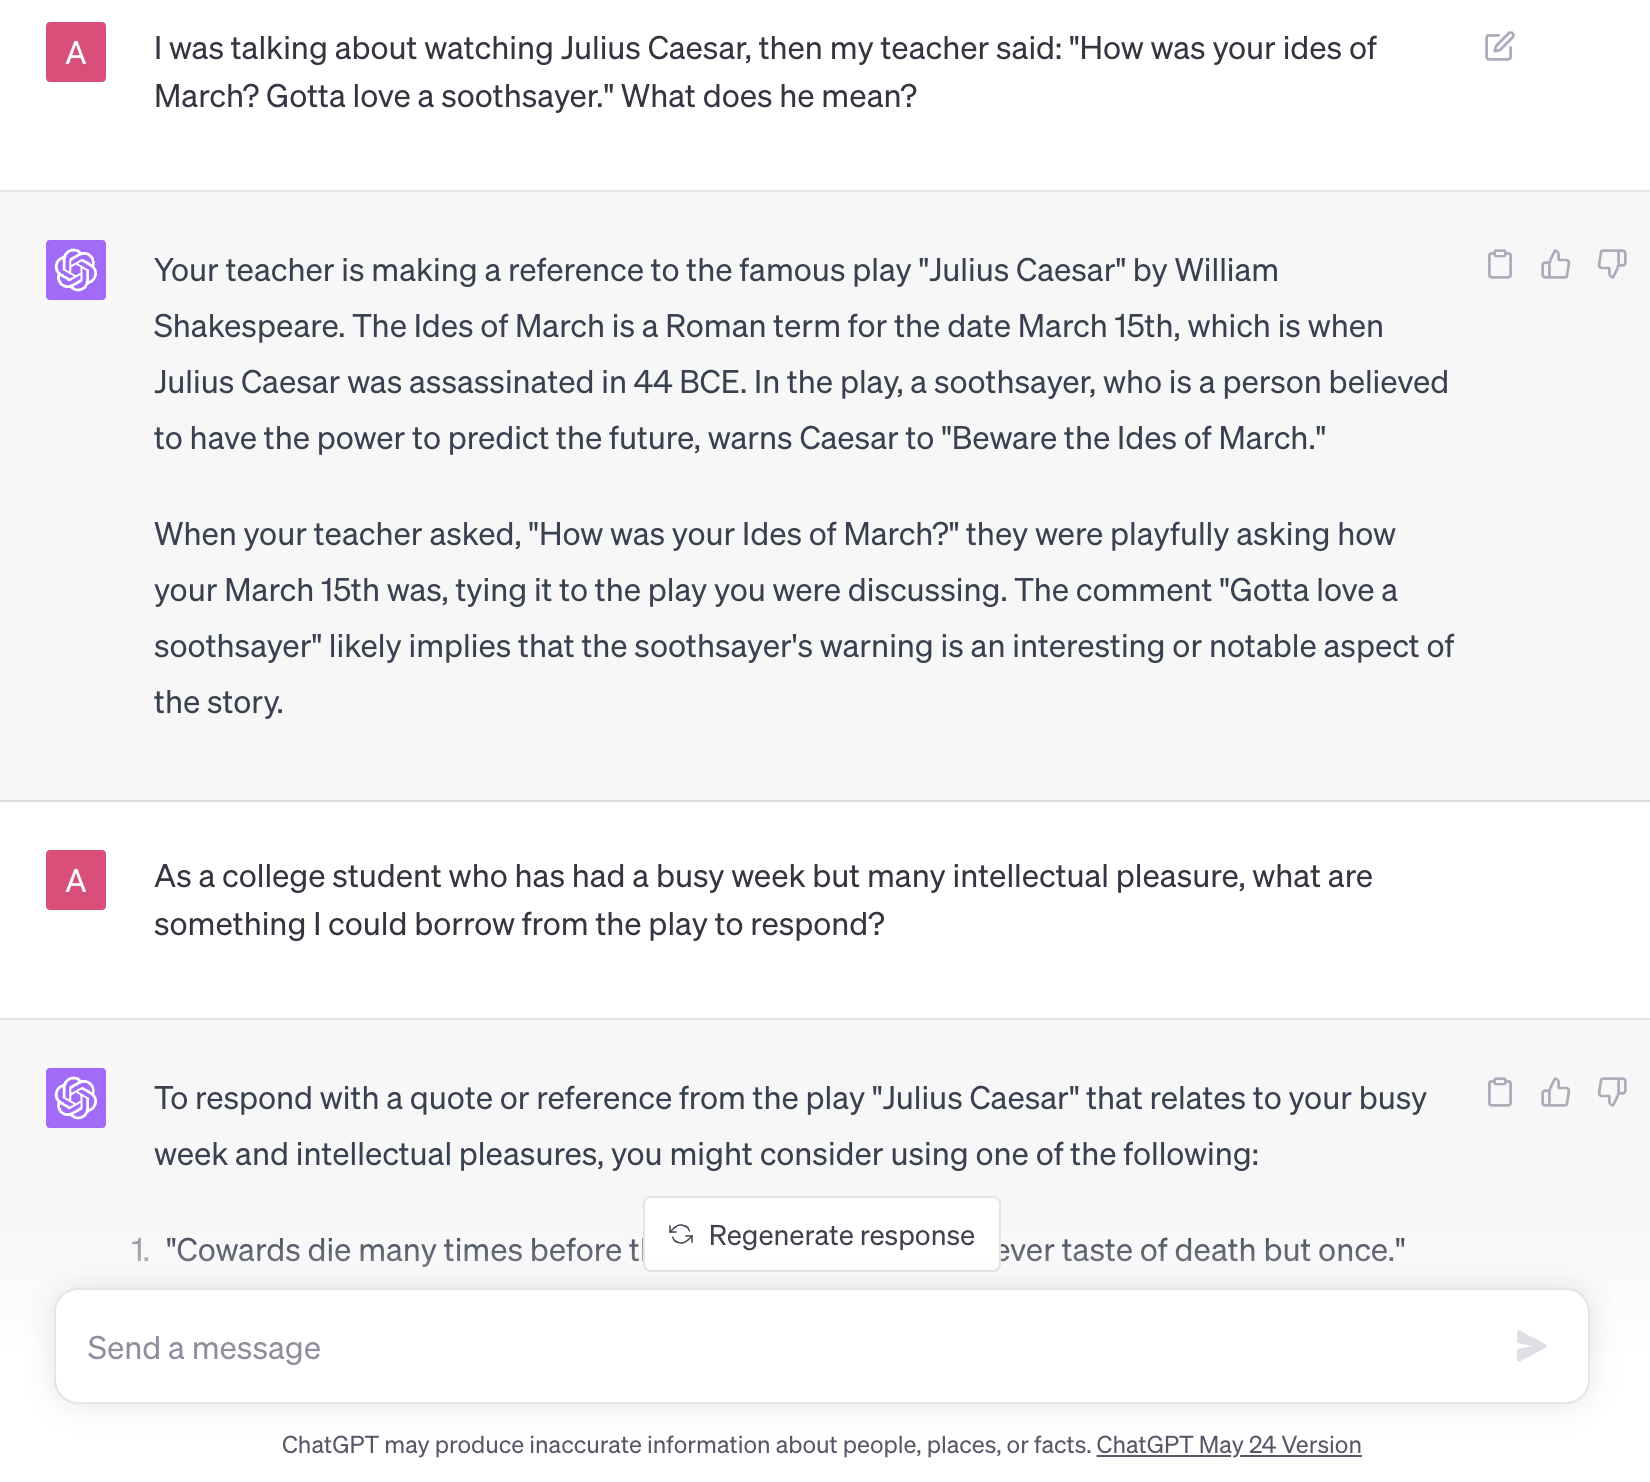 A
I was talking about watching Julius Caesar, then my teacher said: "How was your ides of
March? Gotta love a soothsayer." What does he mean?
Your teacher is making a reference to the famous play "Julius Caesar" by William
Shakespeare. The Ides of March is a Roman term for the date March 15th, which is when
Julius Caesar was assassinated in 44 BCE. In the play, a soothsayer, who is a person believed
to have the power to predict the future, warns Caesar to "Beware the Ides of March."
When your teacher asked, "How was your Ides of March?" they were playfully asking how
your March 15th was, tying it to the play you were discussing. The comment "Gotta love a
soothsayer" likely implies that the soothsayer's warning is an interesting or notable aspect of
the story.
A
As a college student who has had a busy week but many intellectual pleasure, what are
something I could borrow from the play to respond?
To respond with a quote or reference from the play "Julius Caesar" that relates to your busy
week and intellectual pleasures, you might consider using one of the following:
1. "Cowards die many times before taste of death but once."
Regenerate response
Send a message
ChatGPT may produce inaccurate information about people, places, or facts. ChatGPT May 24 Version